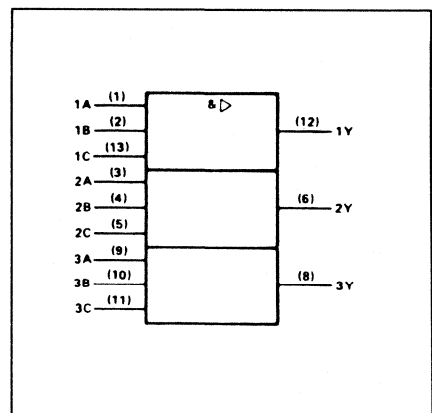 & ▷
1A (1)
1B (2)
1C (13)
(12) 1Y
2A (3)
2B (4)
2C (5)
(6) 2Y
3A (9)
3B (10)
3C (11)
(8) 3Y